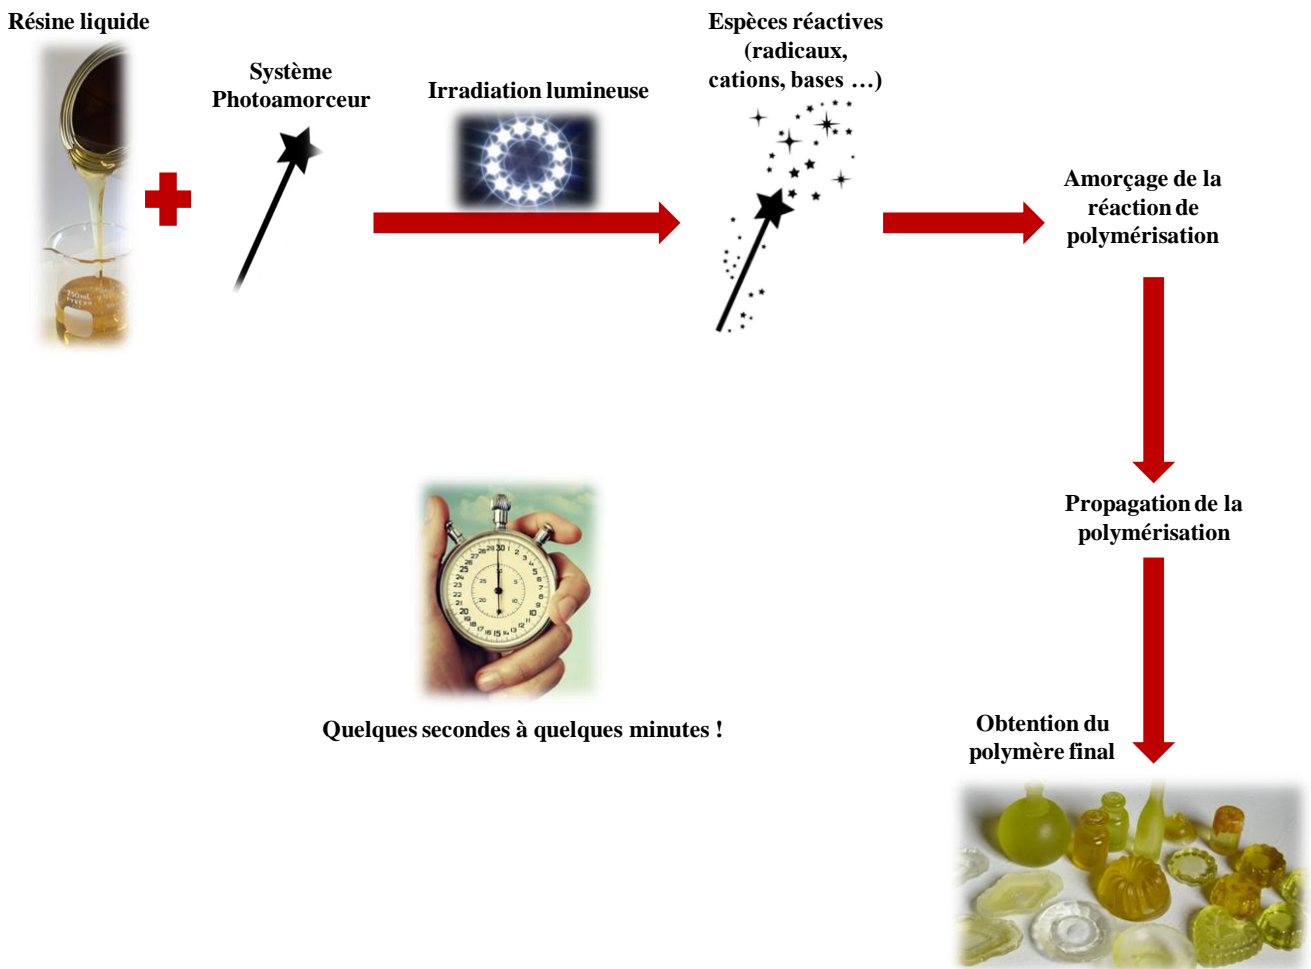 Résine liquide
Système
Photoamorceur
Irradiation lumineuse
Espèces réactives
(radicaux,
cations, bases …)
Amorçage de la
réaction de
polymérisation
Propagation de la
polymérisation
Quelques secondes à quelques minutes !
Obtention du
polymère final